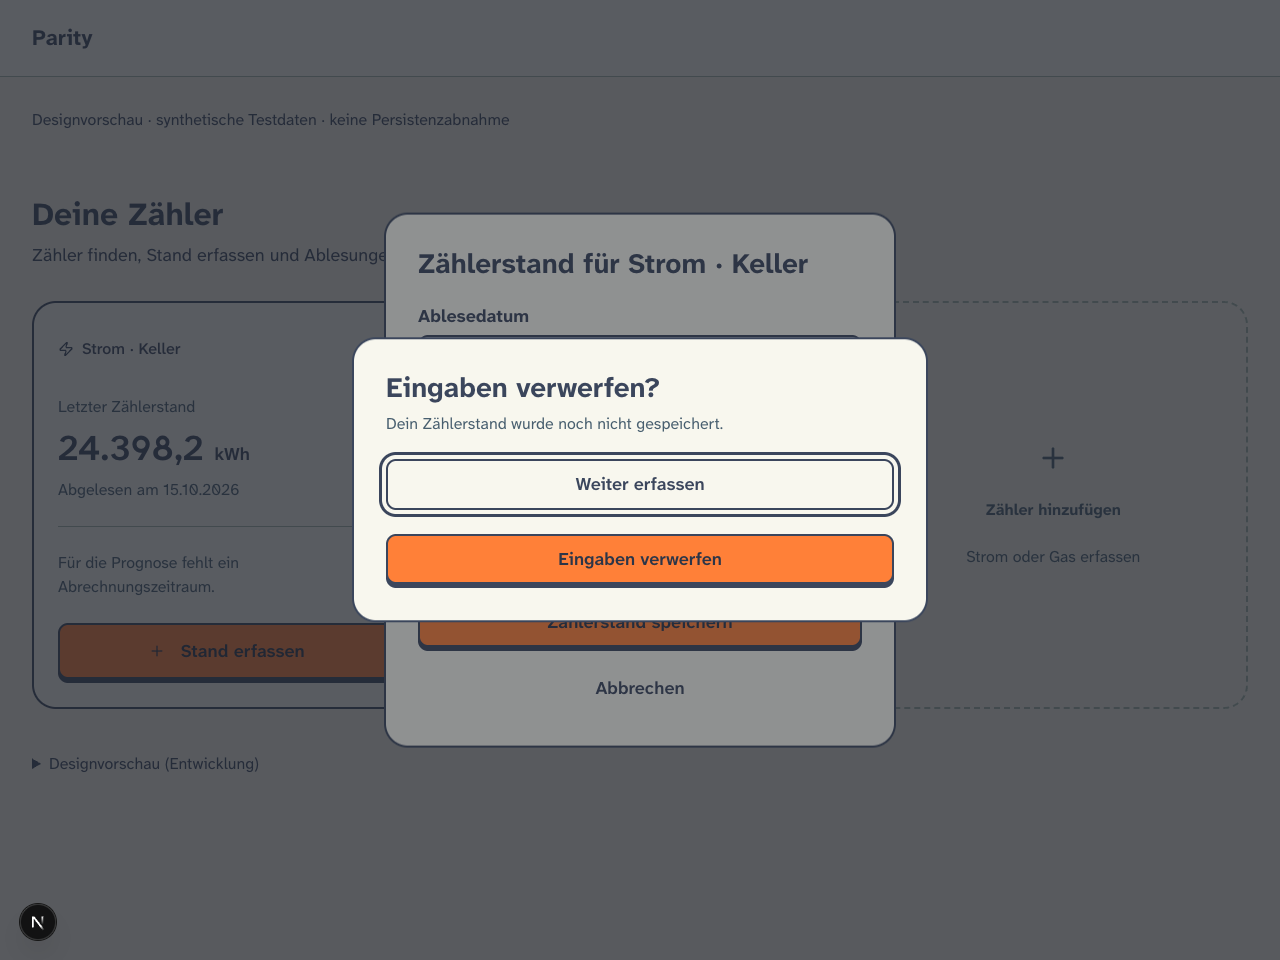 Parity
Designvorschau · synthetische Testdaten · keine Persistenzabnahme
Deine Zähler
Zähler finden, Stand erfassen und
Strom · Keller
Letzter Zählerstand
24.398,2 kWh
Abgelesen am 15.10.2026
Für die Prognose fehlt ein
Abrechnungszeitraum.
+ Stand erfassen
Zählerstand für Strom · Keller
Ablesedatum
Eingaben verwerfen?
Dein Zählerstand wurde noch nicht gespeichert.
Weiter erfassen
Eingaben verwerfen
Zählerstand speichern
Abbrechen
+
Zähler hinzufügen
Strom oder Gas erfassen
Designvorschau (Entwicklung)
N